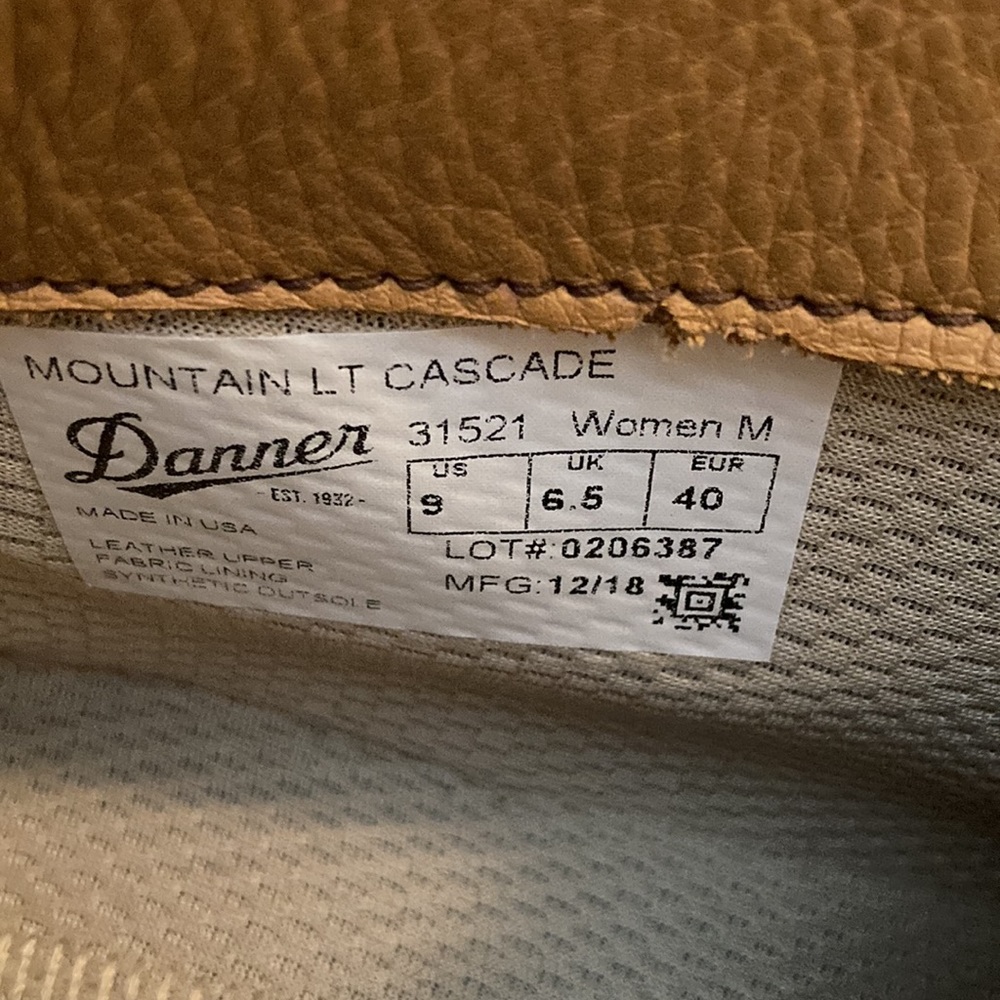 MOUNTAIN LT CASCADE
Danner
EST. 1932-
31521 Women M
US UK EUR
9 6.5 40
MADE IN USA
LOT#:0206387
LEATHER UPPER
FABRIC LINING
SYNTHETIC OUTSOLE
MFG:12/18